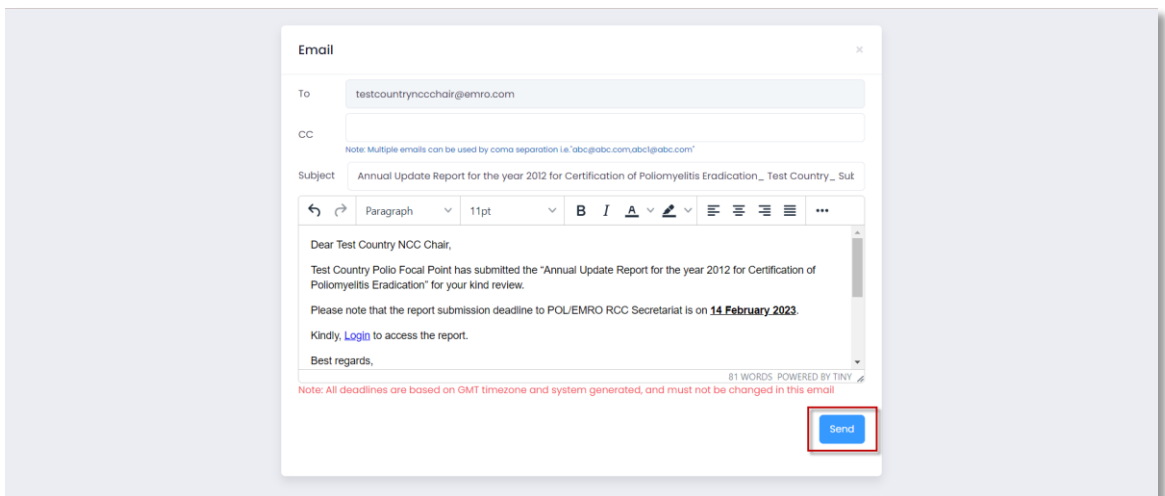 Email
×
To
testcountrynccchair@emro.com
CC
Note: Multiple emails can be used by coma separation i.e."abc@abc.com,abc1@abc.com"
Subject
Annual Update Report for the year 2012 for Certification of Poliomyelitis Eradication_ Test Country_ Sub
Paragraph 11pt B I A •••
Dear Test Country NCC Chair,
Test Country Polio Focal Point has submitted the “Annual Update Report for the year 2012 for Certification of
Poliomyelitis Eradication” for your kind review.
Please note that the report submission deadline to POL/EMRO RCC Secretariat is on 14 February 2023.
Kindly, Login to access the report.
Best regards,
81 WORDS POWERED BY TINY
Note: All deadlines are based on GMT timezone and system generated, and must not be changed in this email
Send